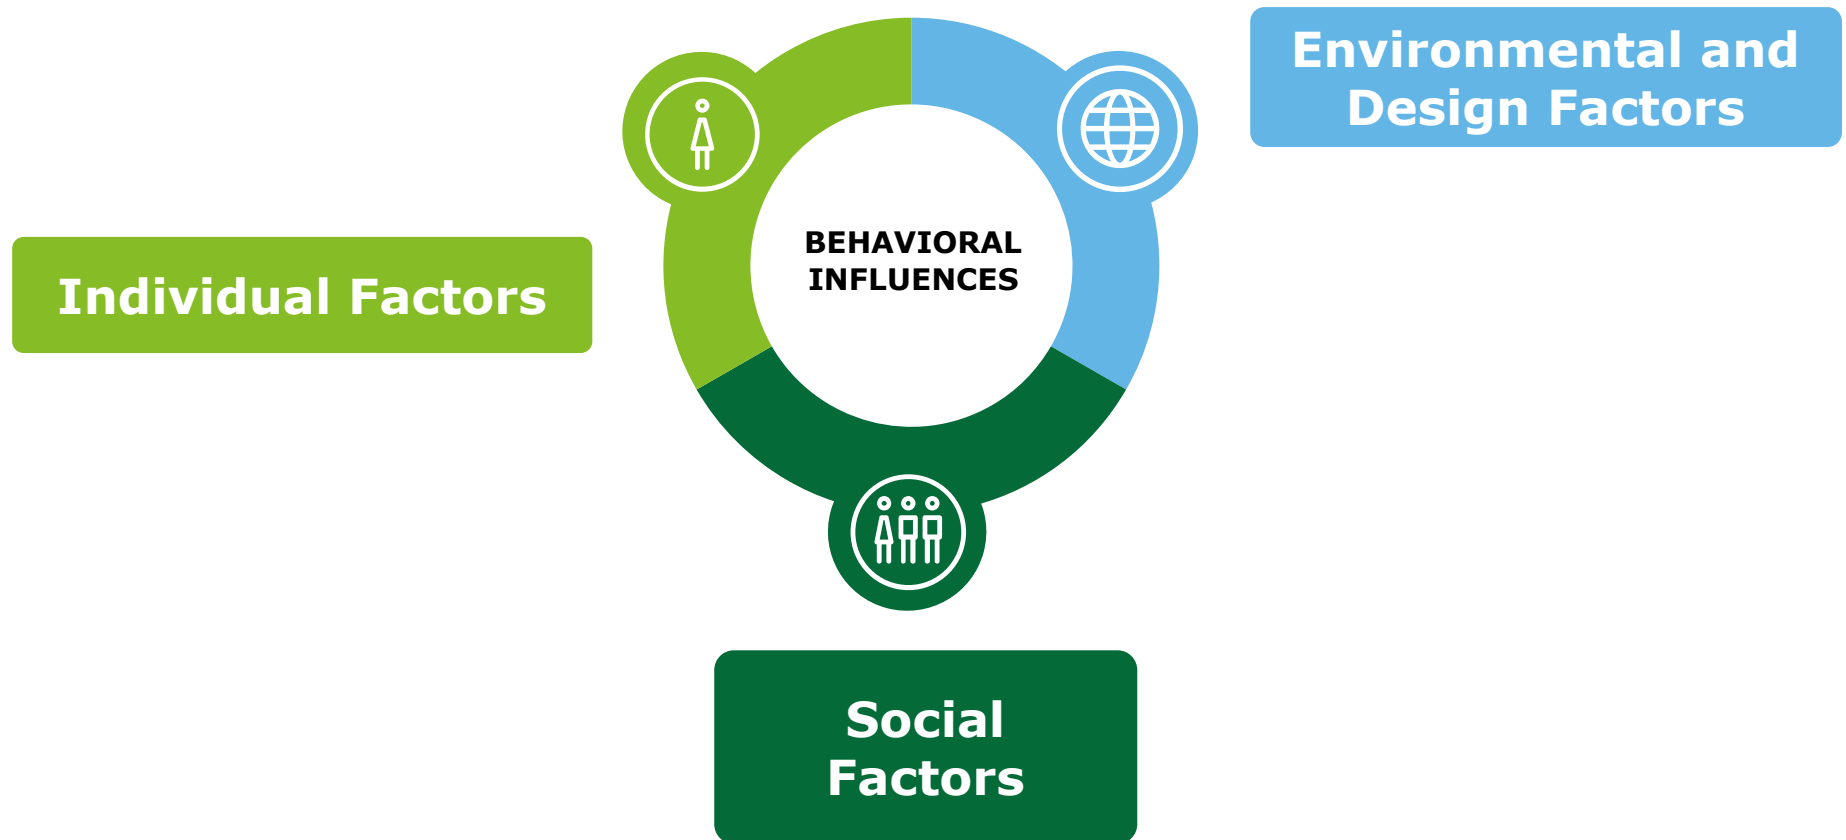 Environmental and
Design Factors
BEHAVIORAL
INFLUENCES
Individual Factors
Social
Factors